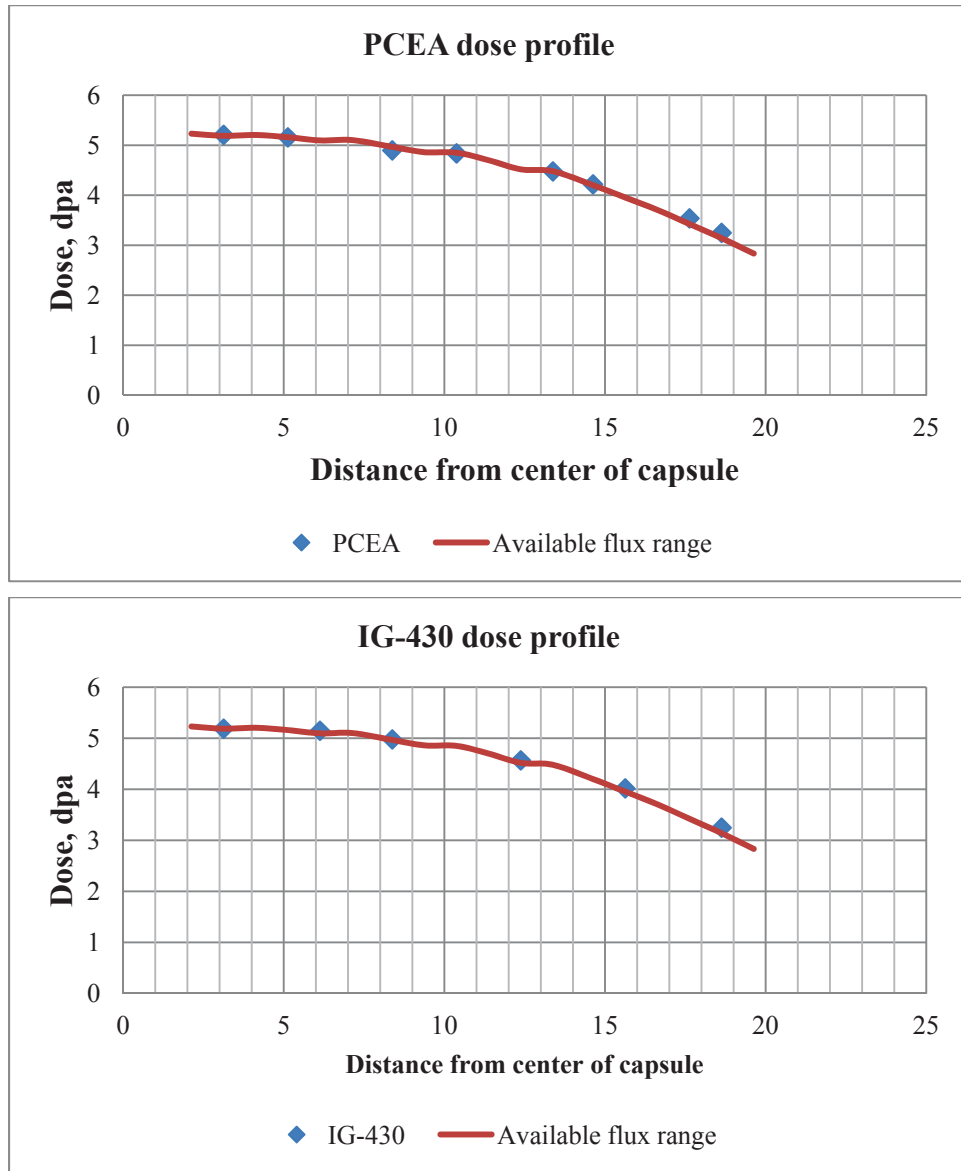 PCEA dose profile
6
5
4
3
2
1
0
Dose, dpa
0 5 10 15 20 25
Distance from center of capsule
PCEA Available flux range
IG-430 dose profile
6
5
4
3
2
1
0
Dose, dpa
0 5 10 15 20 25
Distance from center of capsule
IG-430 Available flux range